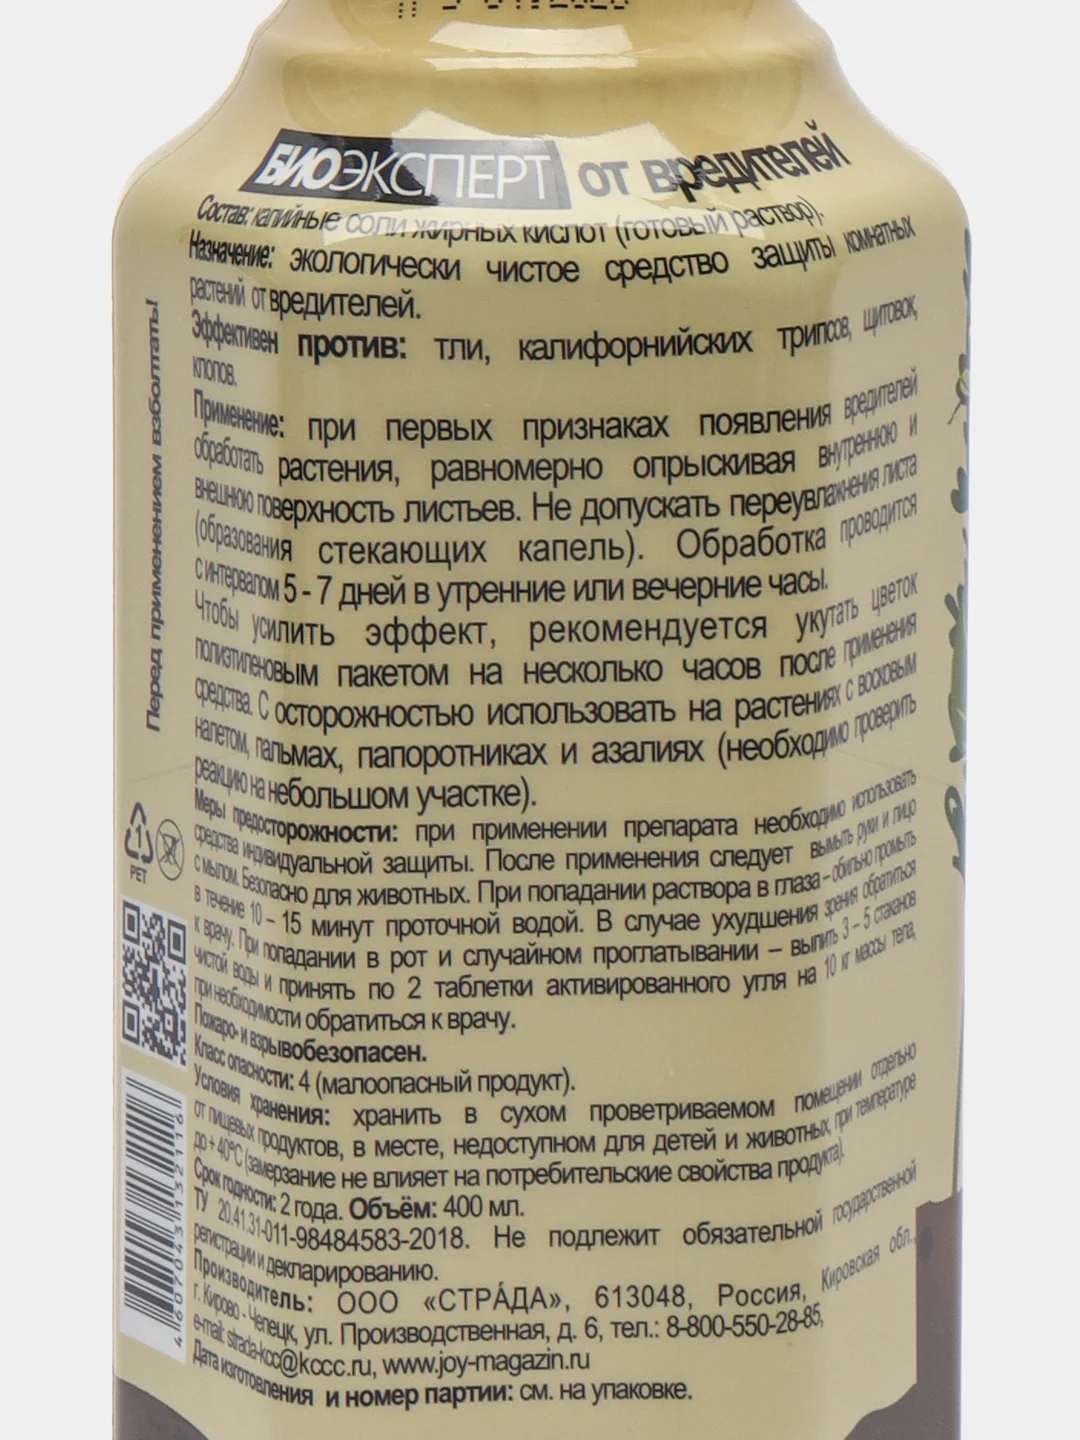 БИОЭКСПЕРТ от вредителей
Состав: калийные соли жирных кислот (готовый раствор).
Назначение: экологически чистое средство защиты комнатных
растений от вредителей.
Эффективен против: тли, калифорнийских трипсов, щитовок,
клопов.
Применение: при первых признаках появления вредителей
обработать растения, равномерно опрыскивая внутреннюю и
внешнюю поверхность листьев. Не допускать переувлажнения листа
(образования стекающих капель). Обработка проводится
с интервалом 5 - 7 дней в утренние или вечерние часы.
Чтобы усилить эффект, рекомендуется укутать цветок
полиэтиленовым пакетом на несколько часов после применения
средства. С осторожностью использовать на растениях с восковым
налетом, пальмах, папоротниках и азалиях (необходимо проверить
реакцию на небольшом участке).
Меры предосторожности: при применении препарата необходимо использовать
средства индивидуальной защиты. После применения следует вымыть руки и лицо
с мылом. Безопасно для животных. При попадании раствора в глаза – обильно промыть
в течение 10 – 15 минут проточной водой. В случае ухудшения зрения обратиться
к врачу. При попадании в рот и случайном проглатывании – выпить 3 – 5 стаканов
чистой воды и принять по 2 таблетки активированного угля на 10 кг массы тела,
при необходимости обратиться к врачу.
Пожаро- и взрывобезопасен.
Класс опасности: 4 (малоопасный продукт).
Условия хранения: хранить в сухом проветриваемом помещении отдельно
от пищевых продуктов, в месте, недоступном для детей и животных, при температуре
до + 40°С (замерзание не влияет на потребительские свойства продукта).
Срок годности: 2 года. Объём: 400 мл.
ТУ 20.41.31-011-98484583-2018. Не подлежит обязательной государственной
регистрации и декларированию.
Производитель: ООО «СТРА́ДА», 613048, Россия, Кировская обл.,
г. Кирово - Чепецк, ул. Производственная, д. 6, тел.: 8-800-550-28-85,
e-mail: strada-kcc@kccc.ru, www.joy-magazin.ru
Дата изготовления и номер партии: см. на упаковке.
Перед применением взболтать!
1
PET
4 607043 132116